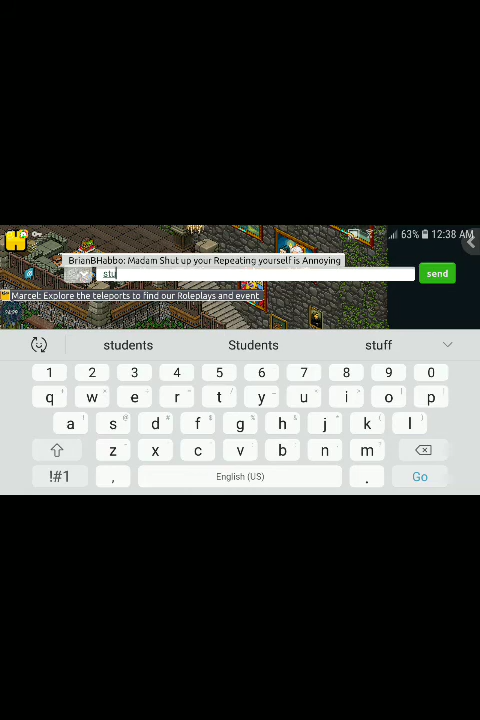 63% 12:38 AM
BrianBHabbo: Madam Shut up your Repeating yourself is Annoying
stu
send
Marcel: Explore the teleports to find our Roleplays and event
students Students stuff
1 2 3 4 5 6 7 8 9 0
q w e r t y u i o p
a s d f g h j k l
z x c v b n m
!#1 , English (US) . Go